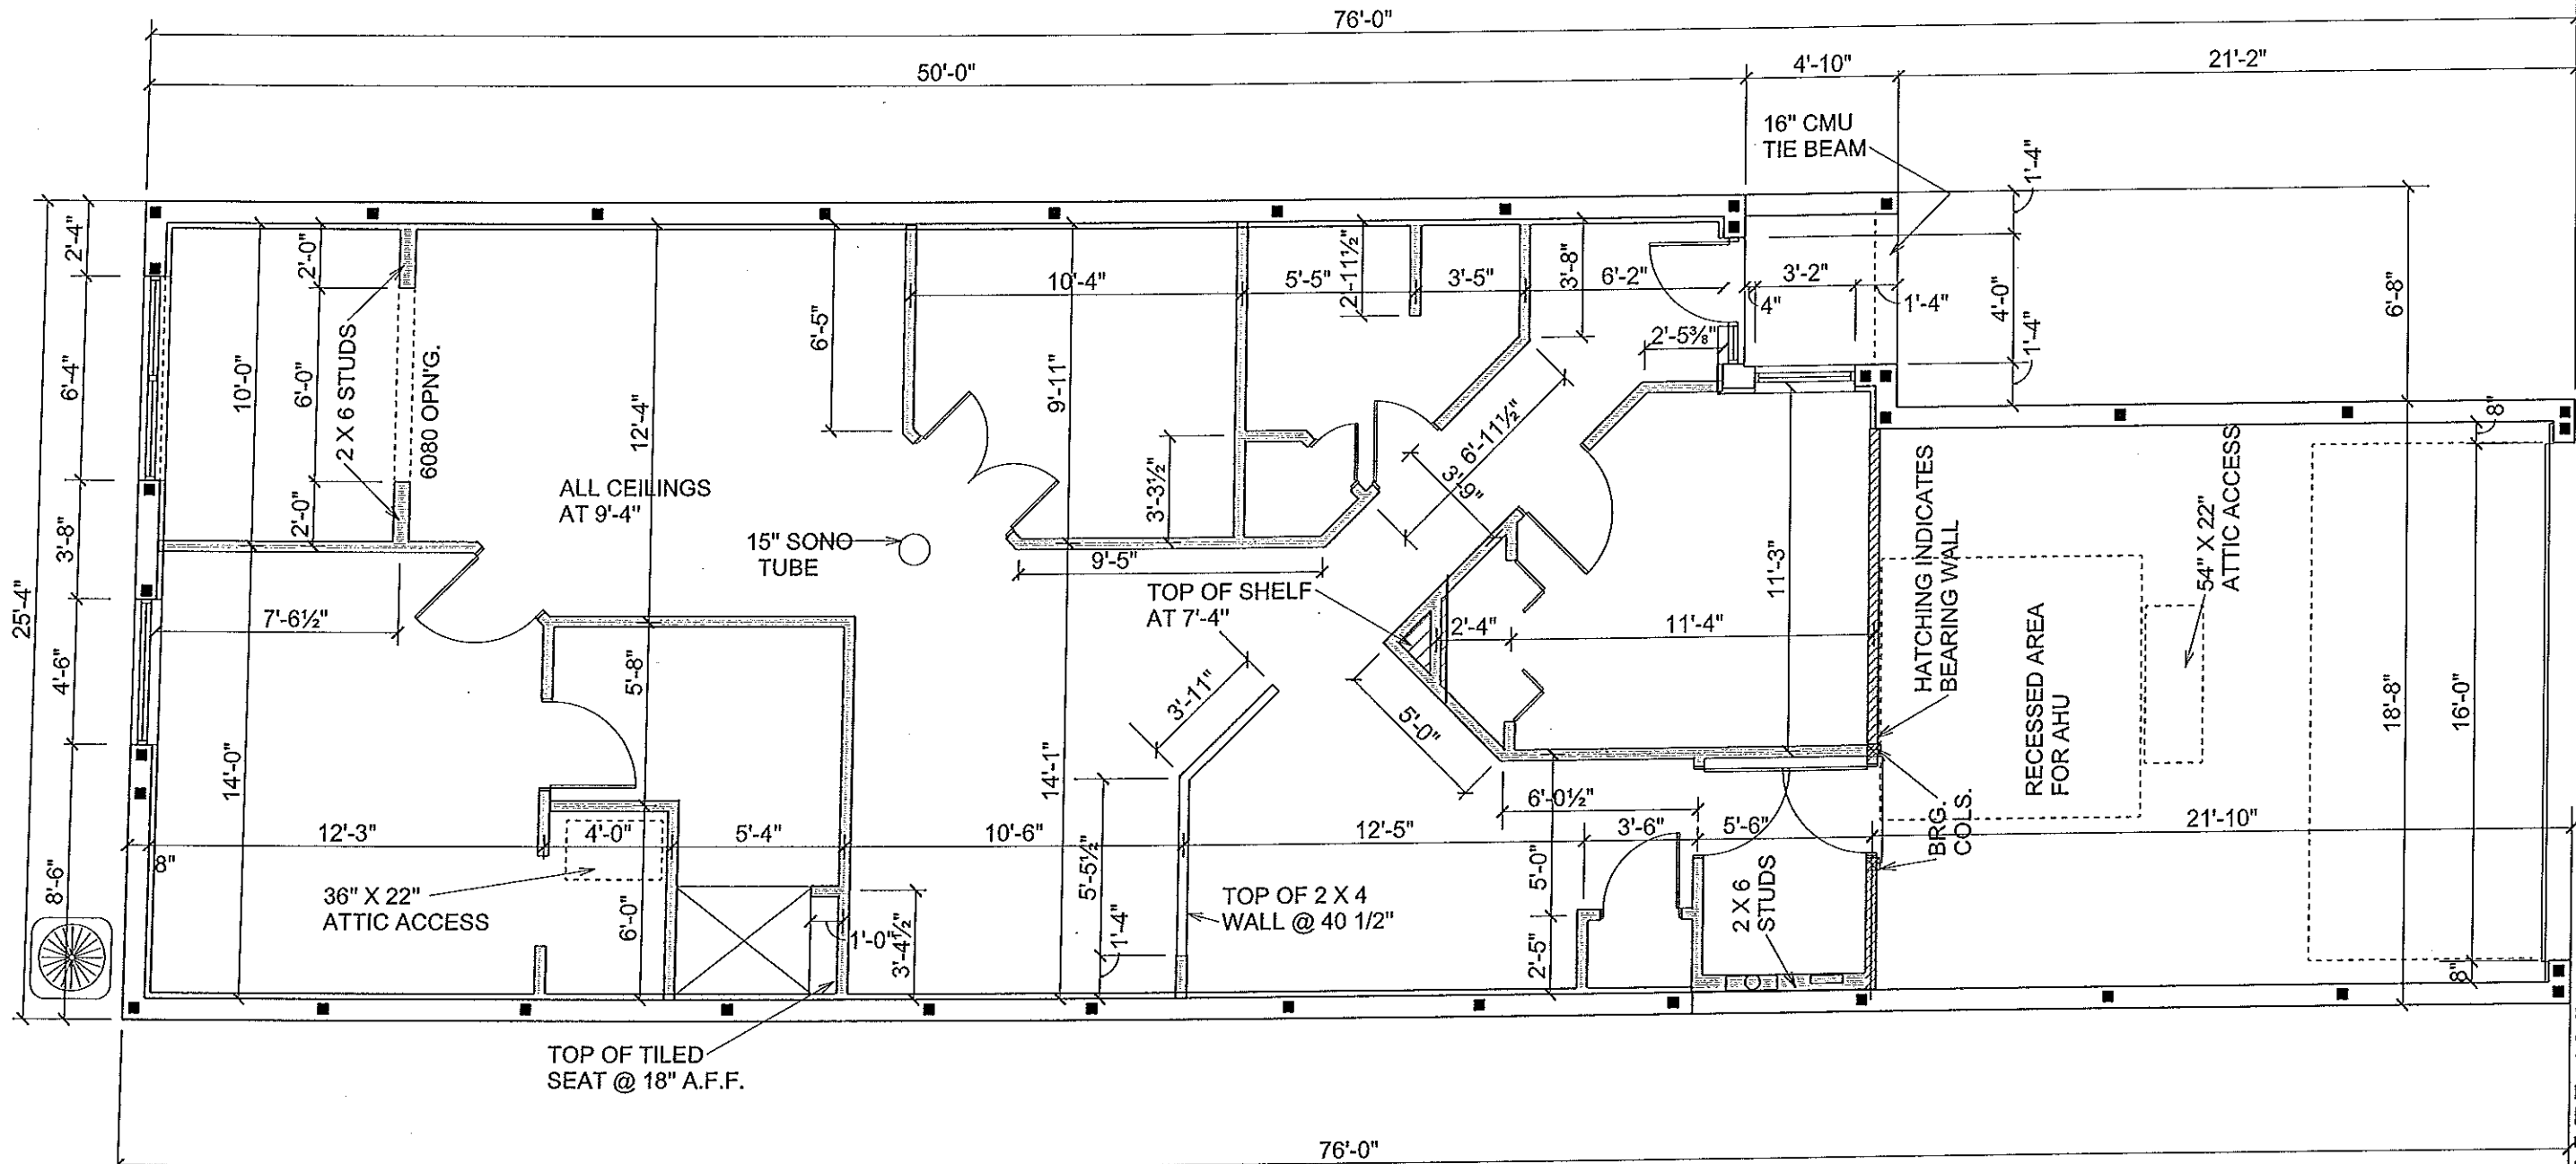 76'-0"
50'-0"
4'-10"
21'-2"
16" CMU
TIE BEAM
1'-4"
2'-4"
2'-0"
10'-4"
5'-5"
2'-11½"
3'-5"
3'-8"
6'-2"
3'-2"
4"
1'-4"
4'-0"
6'-8"
6'-5"
2'-5⅜"
1'-4"
6'-4"
10'-0"
6'-0"
2 X 6 STUDS
6080 OPN'G.
12'-4"
9'-11"
8"
6'-11½"
3'-9"
ALL CEILINGS
AT 9'-4"
3'-3½"
2'-0"
3'-8"
15" SONO
TUBE
9'-5"
TOP OF SHELF
AT 7'-4"
11'-3"
HATCHING INDICATES
BEARING WALL
54" X 22"
ATTIC ACCESS
25'-4"
7'-6½"
4'-6"
5'-8"
2'-4"
11'-4"
3'-11"
5'-0"
RECESSED AREA
FOR AHU
18'-8"
16'-0"
14'-0"
14'-1"
6'-0½"
12'-3"
4'-0"
5'-4"
10'-6"
12'-5"
3'-6"
5'-6"
BRG.
COLS.
21'-10"
8"
8'-6"
5'-5½"
5'-0"
36" X 22"
ATTIC ACCESS
6'-0"
1'-0"
3'-4½"
1'-4"
TOP OF 2 X 4
WALL @ 40 1/2"
2'-5"
2 X 6
STUDS
8"
TOP OF TILED
SEAT @ 18" A.F.F.
76'-0"